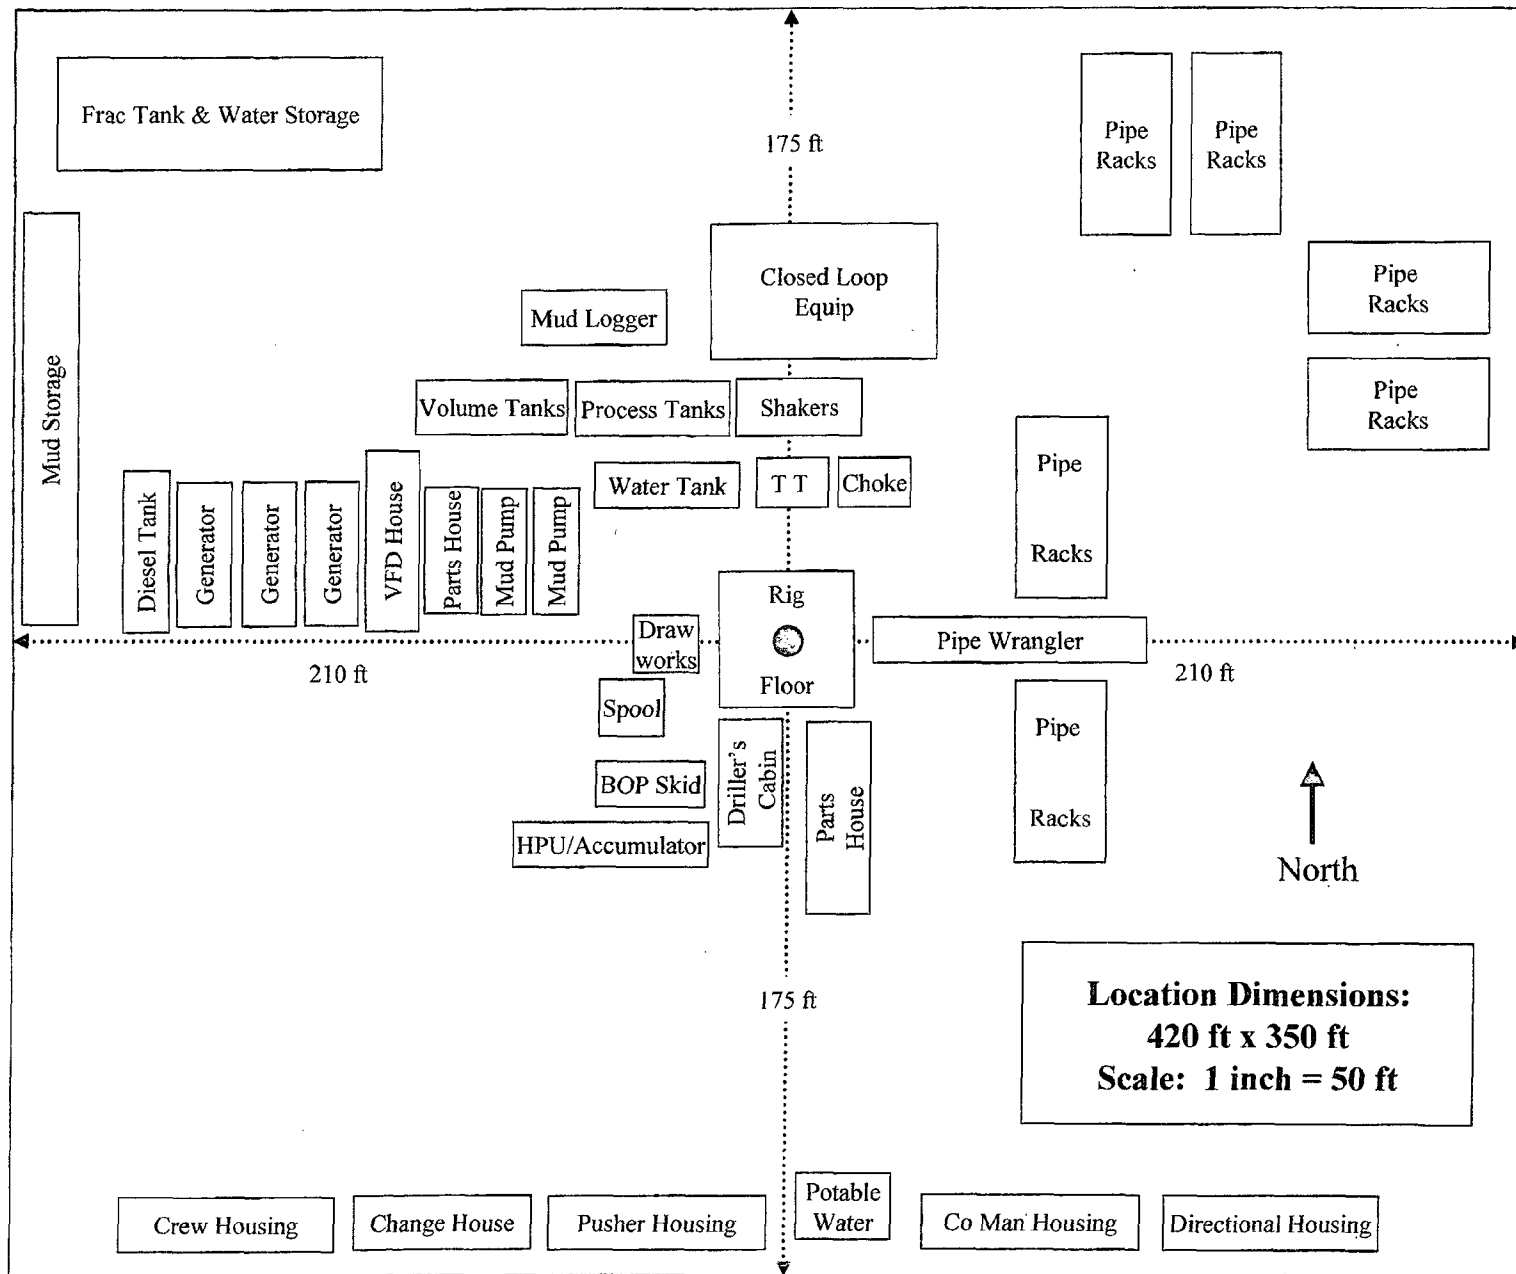 Frac Tank & Water Storage
175 ft
Pipe
Racks
Pipe
Racks
Closed Loop
Equip
Pipe
Racks
Mud Logger
Mud Storage
Volume Tanks
Process Tanks
Shakers
Pipe
Racks
Water Tank
T T
Choke
Pipe
Racks
Diesel Tank
Generator
Generator
Generator
VFD House
Parts House
Mud Pump
Mud Pump
Rig
Floor
Draw
works
Pipe Wrangler
210 ft
210 ft
Spool
Driller's
Cabin
Parts
House
Pipe
Racks
BOP Skid
HPU/Accumulator
North
175 ft
Location Dimensions:
420 ft x 350 ft
Scale: 1 inch = 50 ft
Crew Housing
Change House
Pusher Housing
Potable
Water
Co Man Housing
Directional Housing